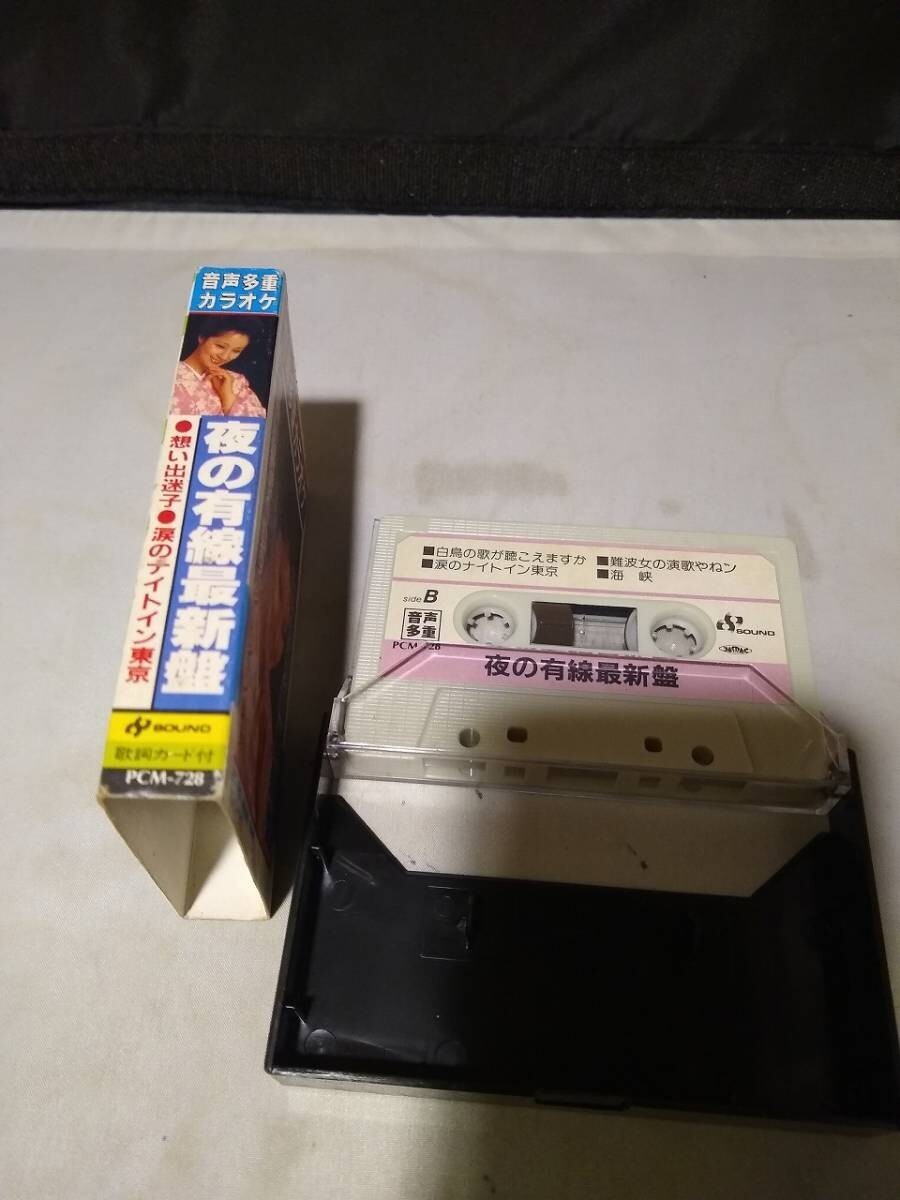 音声多重
カラオケ
夜の有線最新盤
●想い出迷子●涙のナイトイン東京
SOUND
歌詞カード付
PCM-728
■白鳥の歌が聴こえますか
■難波女の演歌やねン
■涙のナイトイン東京
■海峡
side B
音声
多重
PCM-728
SOUND
夜の有線最新盤